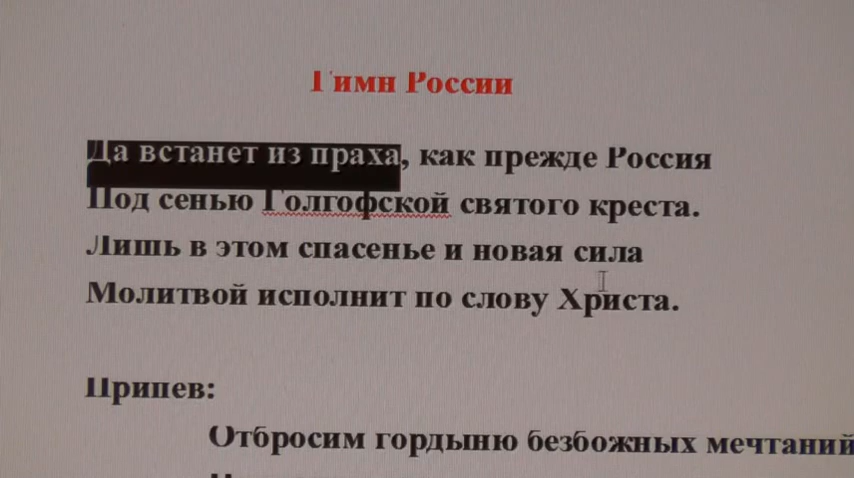 Гимн России
Да встанет из праха, как прежде Россия
Под сенью Голгофской святого креста.
Лишь в этом спасенье и новая сила
Молитвой исполнит по слову Христа.
Припев:
Отбросим гордыню безбожных мечтаний